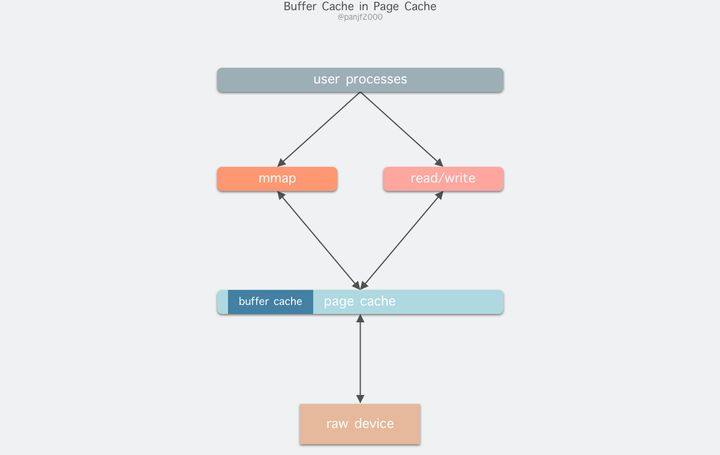 Buffer Cache in Page Cache
@panjf2000
user processes
mmap
read/write
buffer cache
page cache
raw device